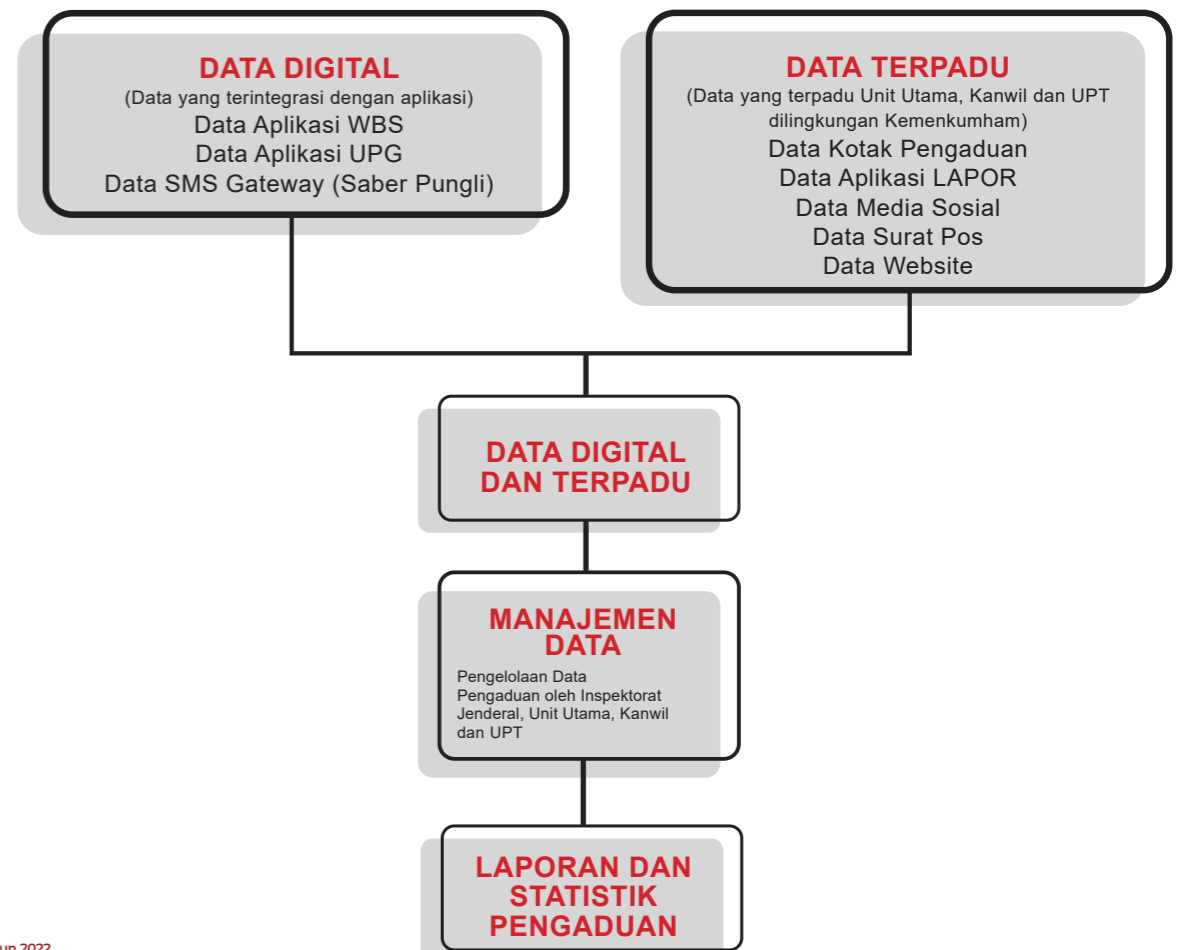 DATA DIGITAL
(Data yang terintegrasi dengan aplikasi)
Data Aplikasi WBS
Data Aplikasi UPG
Data SMS Gateway (Saber Pungli)
DATA TERPADU
(Data yang terpadu Unit Utama, Kanwil dan UPT
dilingkungan Kemenkumham)
Data Kotak Pengaduan
Data Aplikasi LAPOR
Data Media Sosial
Data Surat Pos
Data Website
DATA DIGITAL
DAN TERPADU
MANAJEMEN
DATA
Pengelolaan Data
Pengaduan oleh Inspektorat
Jenderal, Unit Utama, Kanwil
dan UPT
LAPORAN DAN
STATISTIK
PENGADUAN
2022